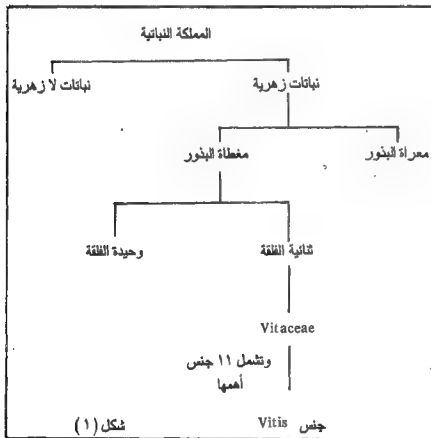 المملكة النباتية
نباتات زهرية نباتات لا زهرية
معراة البذور مغطاة البذور
ثنائية الفلقة وحيدة الفلقة
Vitaceae
وتشمل ١١ جنس
أهمها
جنس Vitis شكل (١)